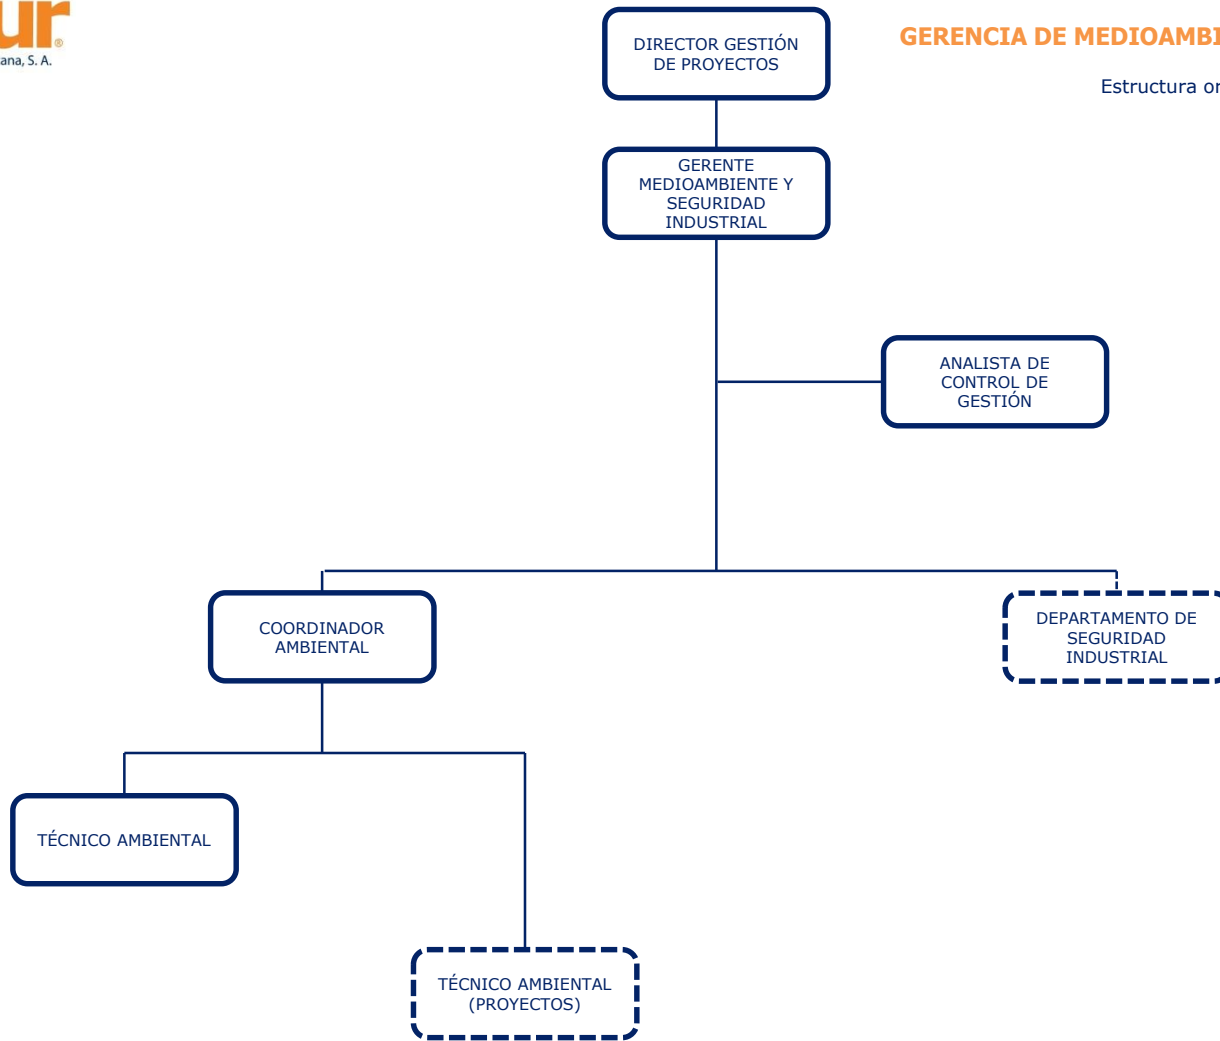 ana, S. A.
DIRECTOR GESTIÓN
DE PROYECTOS
GERENCIA DE MEDIOAMBI
Estructura or
GERENTE
MEDIOAMBIENTE Y
SEGURIDAD
INDUSTRIAL
ANALISTA DE
CONTROL DE
GESTIÓN
COORDINADOR
AMBIENTAL
DEPARTAMENTO DE
SEGURIDAD
INDUSTRIAL
TÉCNICO AMBIENTAL
TÉCNICO AMBIENTAL
(PROYECTOS)